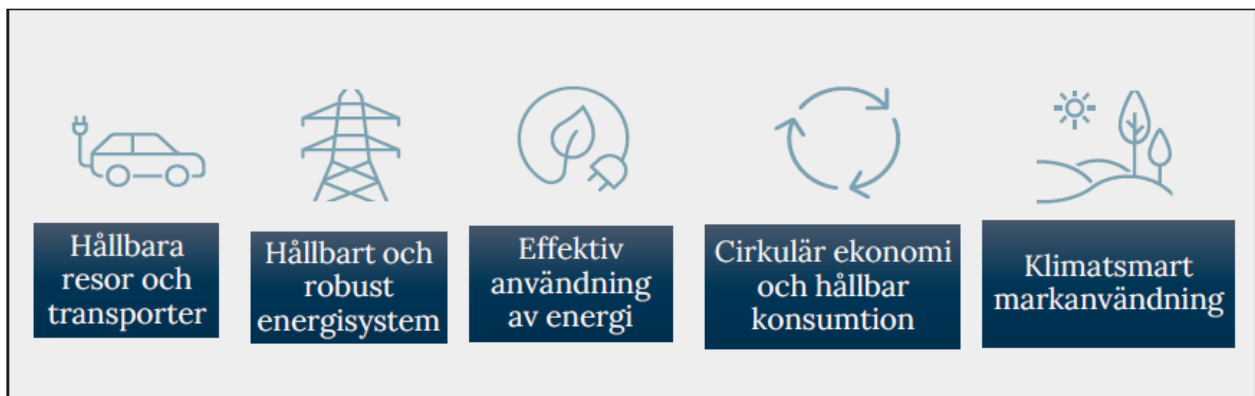 Hållbara
resor och
transporter
Hållbart och
robust
energisystem
Effektiv
användning
av energi
Cirkulär ekonomi
och hållbar
konsumtion
Klimatsmart
markanvändning